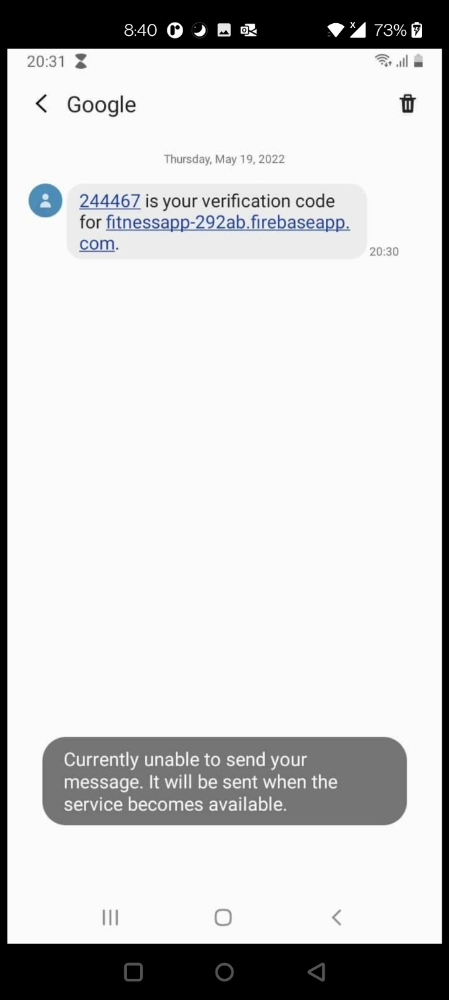 8:40
73%
20:31
Google
Thursday, May 19, 2022
244467 is your verification code
for fitnessapp-292ab.firebaseapp.
com.
20:30
Currently unable to send your
message. It will be sent when the
service becomes available.